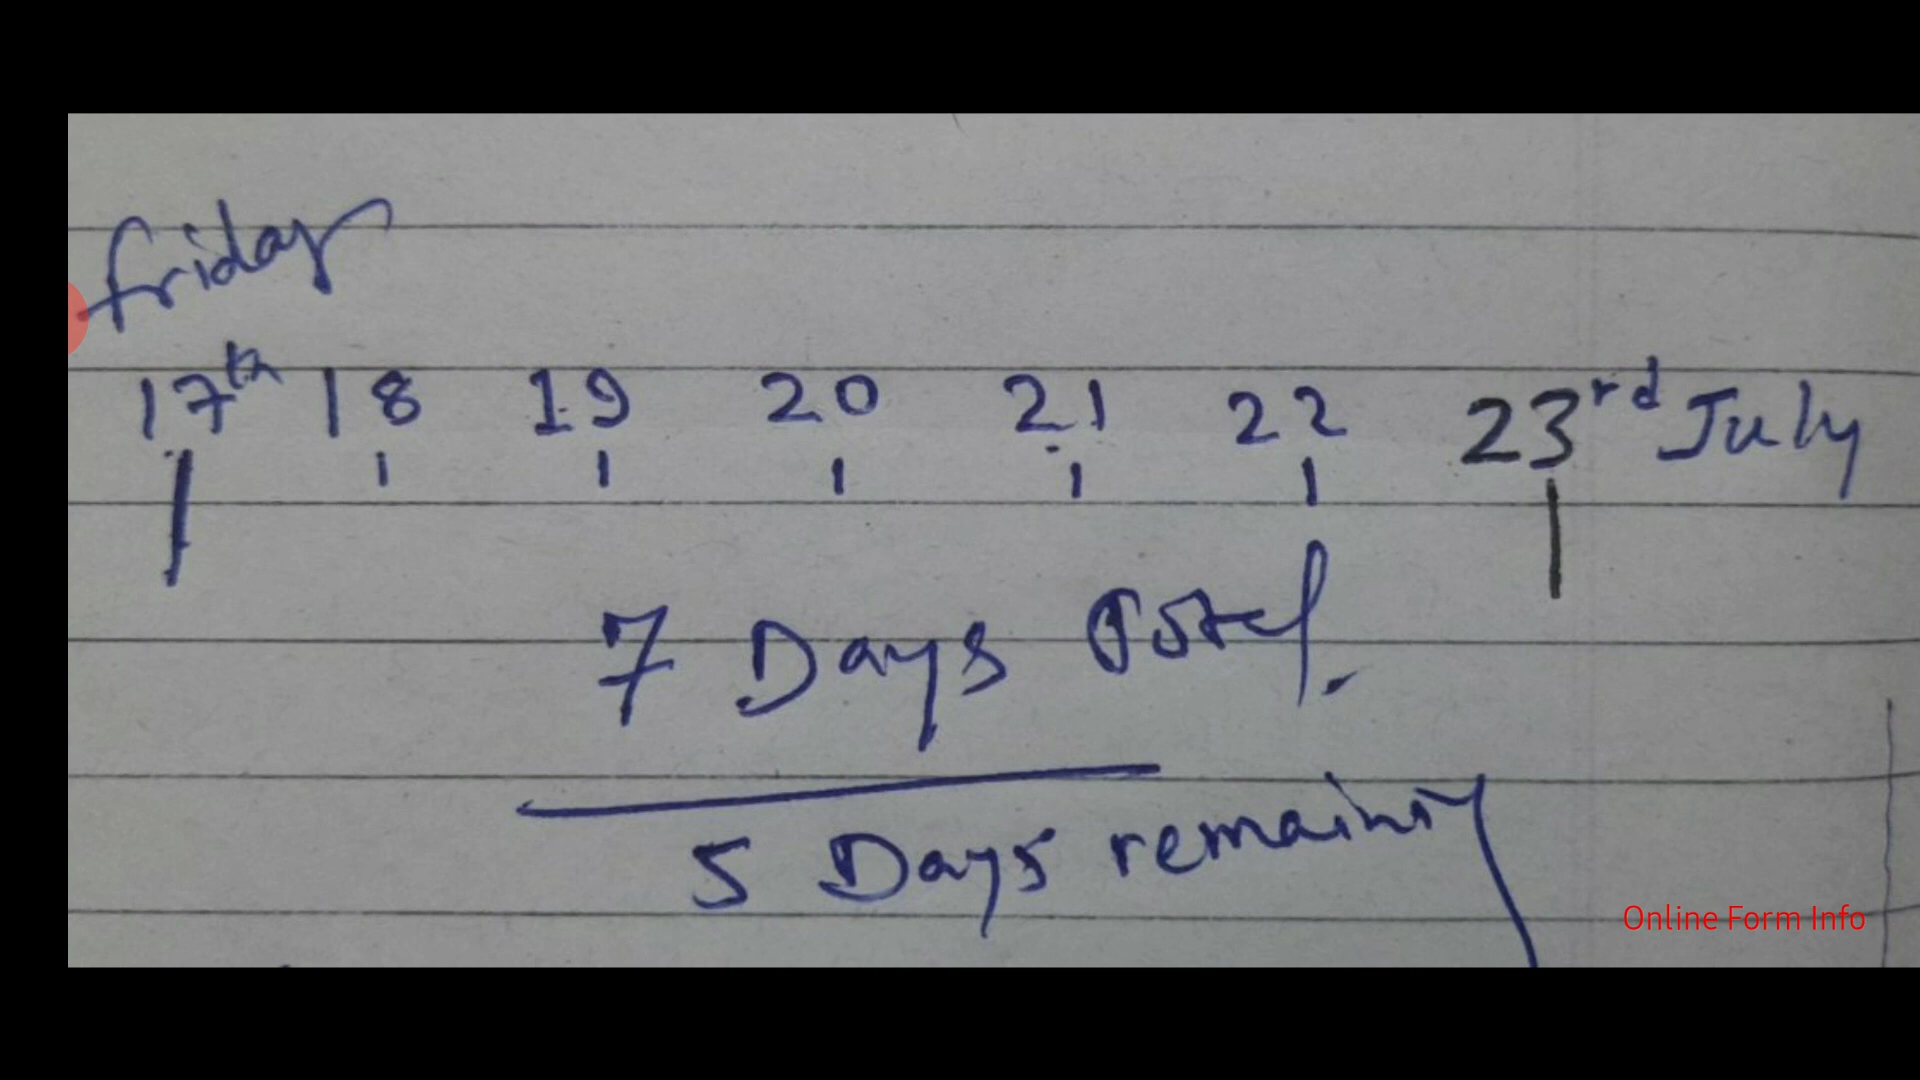 friday
17th 18 19 20 21 22 23rd July
7 Days Total.
5 Days remaining
Online Form Info